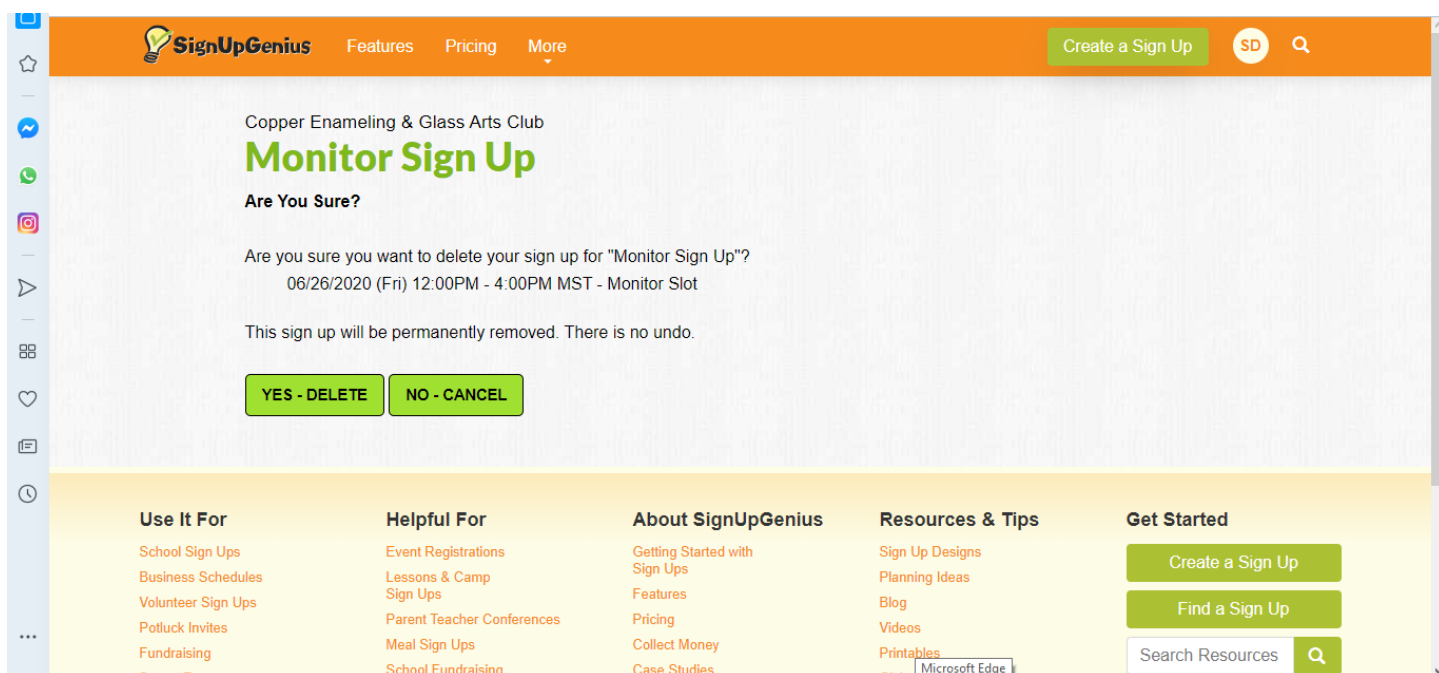 SignUpGenius Features Pricing More Create a Sign Up SD
Copper Enameling & Glass Arts Club
Monitor Sign Up
Are You Sure?
Are you sure you want to delete your sign up for "Monitor Sign Up"?
06/26/2020 (Fri) 12:00PM - 4:00PM MST - Monitor Slot
This sign up will be permanently removed. There is no undo.
YES - DELETE NO - CANCEL
Use It For
School Sign Ups
Business Schedules
Volunteer Sign Ups
Potluck Invites
Fundraising
Helpful For
Event Registrations
Lessons & Camp
Sign Ups
Parent Teacher Conferences
Meal Sign Ups
School Fundraising
About SignUpGenius
Getting Started with
Sign Ups
Features
Pricing
Collect Money
Case Studies
Resources & Tips
Sign Up Designs
Planning Ideas
Blog
Videos
Printables
Microsoft Edge
Get Started
Create a Sign Up
Find a Sign Up
Search Resources